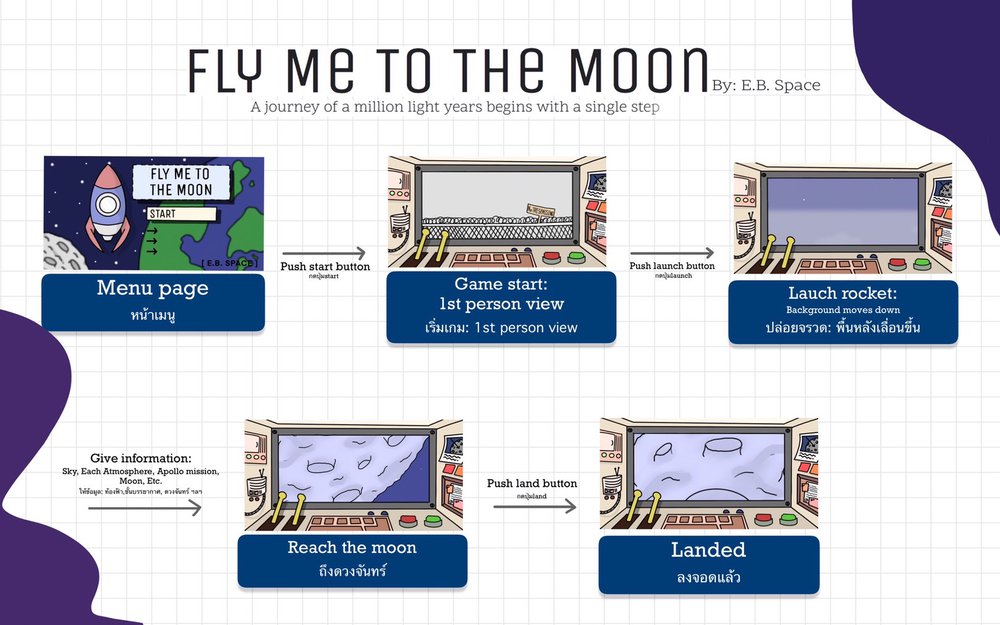 FLY ME TO THE MOON
By: E.B. Space
A journey of a million light years begins with a single step
FLY ME TO
THE MOON
START
[ E.B. SPACE ]
Menu page
หน้าเมนู
Push start button
กดปุ่มstart
Game start:
1st person view
เริ่มเกม: 1st person view
Push launch button
กดปุ่มlaunch
Lauch rocket:
Background moves down
ปล่อยจรวด: พื้นหลังเลื่อนขึ้น
Give information:
Sky, Each Atmosphere, Apollo mission,
Moon, Etc.
ให้ข้อมูล: ท้องฟ้า,ชั้นบรรยากาศ, ดวงจันทร์ ฯลฯ
Reach the moon
ถึงดวงจันทร์
Push land button
กดปุ่มland
Landed
ลงจอดแล้ว